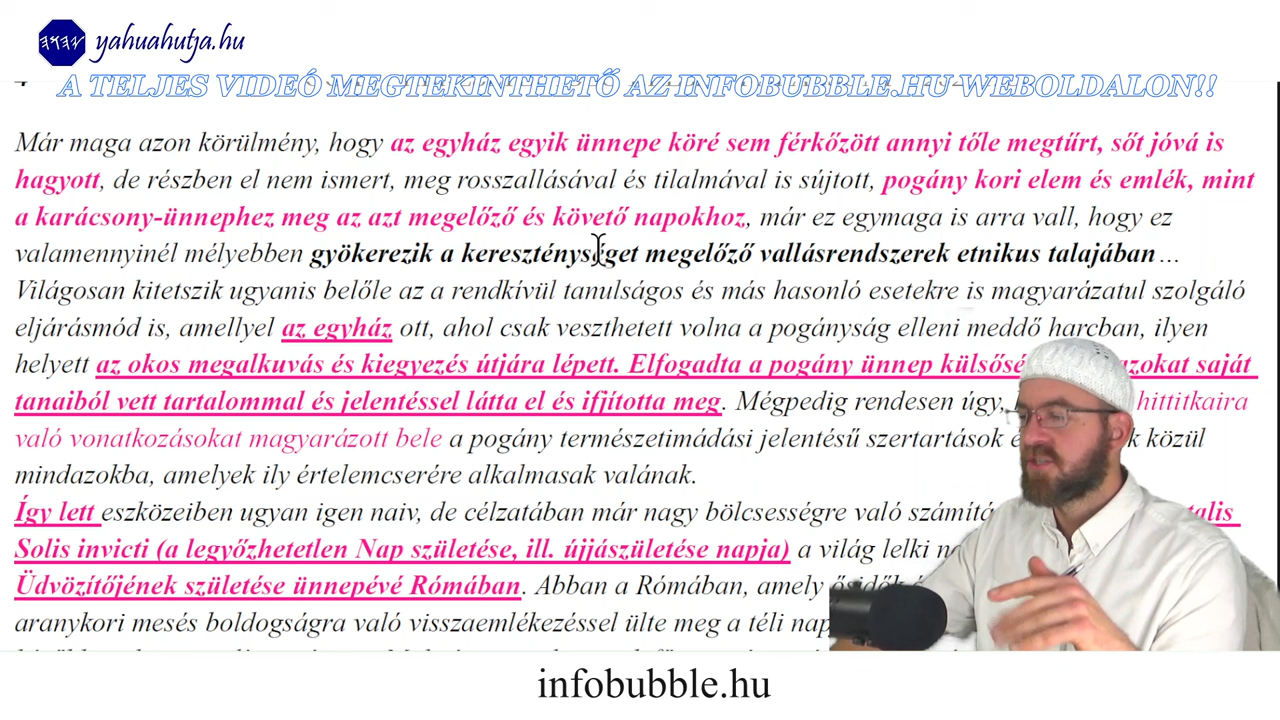 yahuahutja.hu
A TELJES VIDEÓ MEGTEKINTHETŐ AZ INFOBUBBLE.HU WEBOLDALON!!
Már maga azon körülmény, hogy az egyház egyik ünnepe köré sem férkőzött annyi tőle megtűrt, sőt jóvá is
hagyott, de részben el nem ismert, meg rosszallásával és tilalmával is sújtott, pogány kori elem és emlék, mint
a karácsony-ünnephez meg az azt megelőző és követő napokhoz, már ez egymaga is arra vall, hogy ez
valamennyinél mélyebben gyökerezik a kereszténységet megelőző vallásrendszerek etnikus talajában…
Világosan kitetszik ugyanis belőle az a rendkívül tanulságos és más hasonló esetekre is magyarázatul szolgáló
eljárásmód is, amellyel az egyház ott, ahol csak veszthetett volna a pogányság elleni meddő harcban, ilyen
helyett az okos megalkuvás és kiegyezés útjára lépett. Elfogadta a pogány ünnep azokat saját
tanaiból vett tartalommal és jelentéssel látta el és ifjította meg. Mégpedig rendesen úgy, hittitkaira
való vonatkozásokat magyarázott bele a pogány természetimádási jelentésű szertartások közül
mindazokba, amelyek ily értelemcserére alkalmasak valának.
Így lett eszközeiben ugyan igen naiv, de célzatában már nagy bölcsességre való
Solis invicti (a legyőzhetetlen Nap születése, ill. újjászületése napja) a világ lelki
Üdvözítőjének születése ünnepévé Rómában. Abban a Rómában, amely
aranykori mesés boldogságra való visszaemlékezéssel ülte meg a téli
infobubble.hu